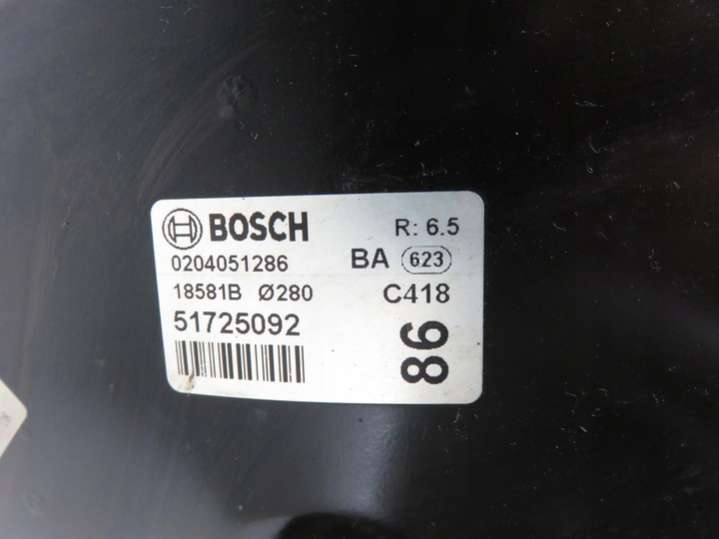 BOSCH R: 6.5
0204051286 BA 623
18581B Ø280 C418
51725092
86